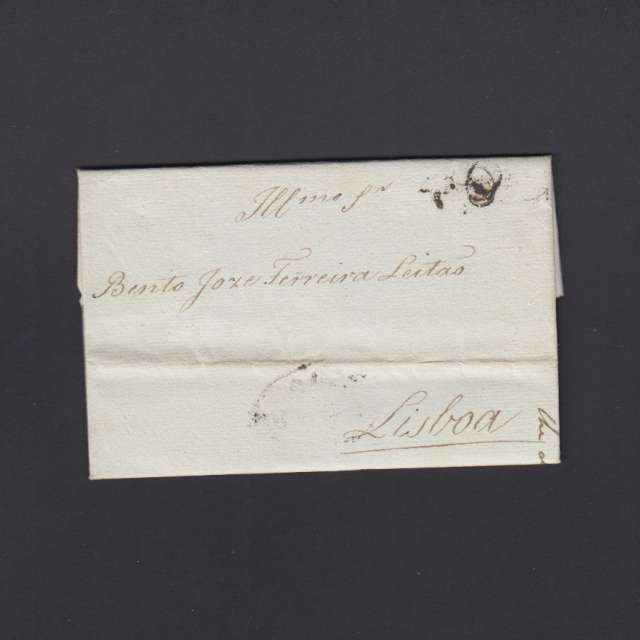 Illmo Sr
Bento Joze Ferreira Leitaõ
Lisboa